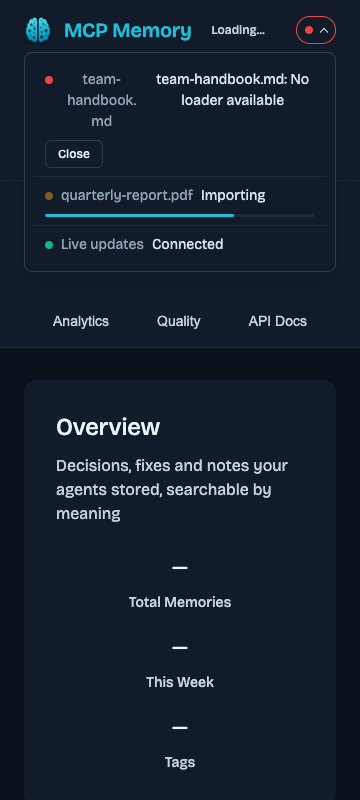 MCP Memory
Loading...
team-handbook.md
team-handbook.md: No loader available
Close
quarterly-report.pdf Importing
Live updates Connected
Analytics Quality API Docs
Overview
Decisions, fixes and notes your
agents stored, searchable by
meaning
–
Total Memories
–
This Week
–
Tags